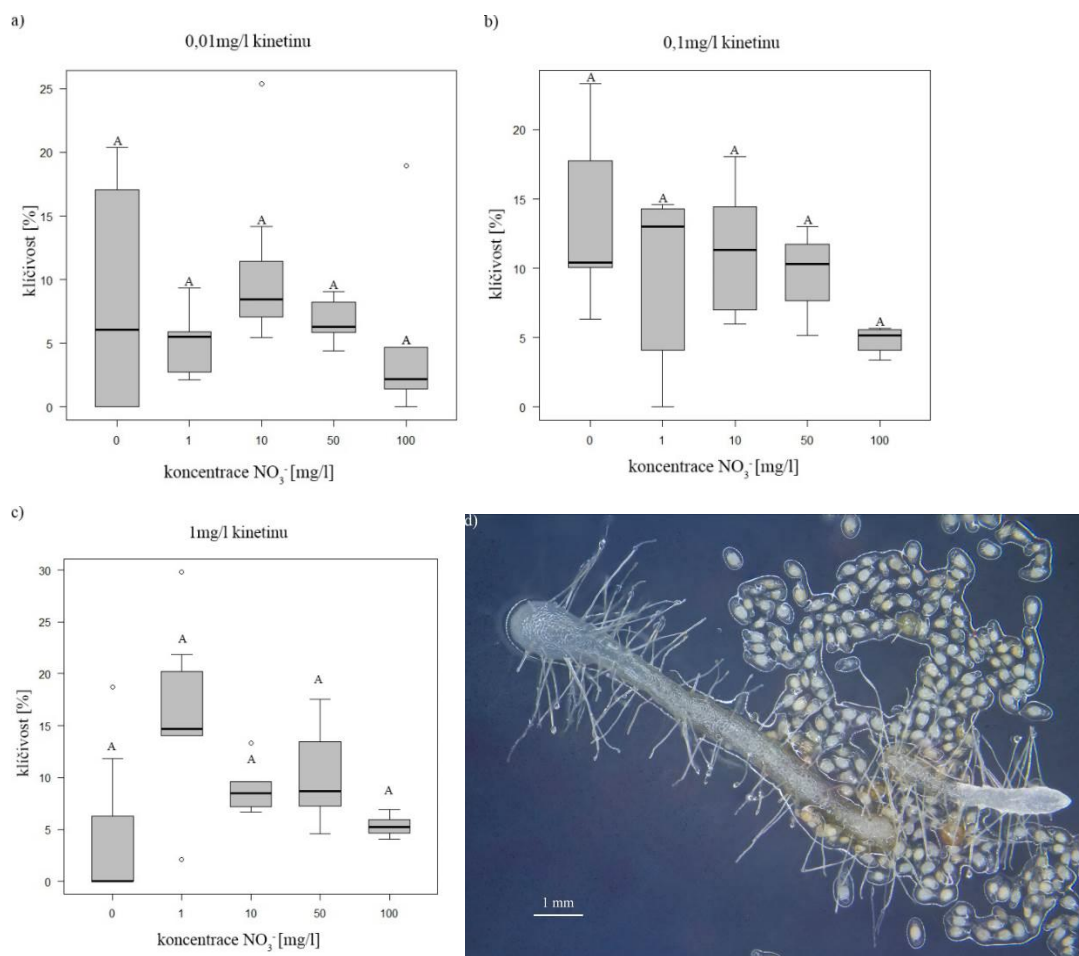 a)
0,01mg/l kinetinu
klíčivost [%]
25
20
15
10
5
0
A
A
A
A
A
0
1
10
50
100
koncentrace NO₃⁻ [mg/l]
b)
0,1mg/l kinetinu
klíčivost [%]
20
15
10
5
0
A
A
A
A
A
0
1
10
50
100
koncentrace NO₃⁻ [mg/l]
c)
1mg/l kinetinu
klíčivost [%]
30
25
20
15
10
5
0
A
A
A
A
A
0
1
10
50
100
koncentrace NO₃⁻ [mg/l]
d)
1 mm